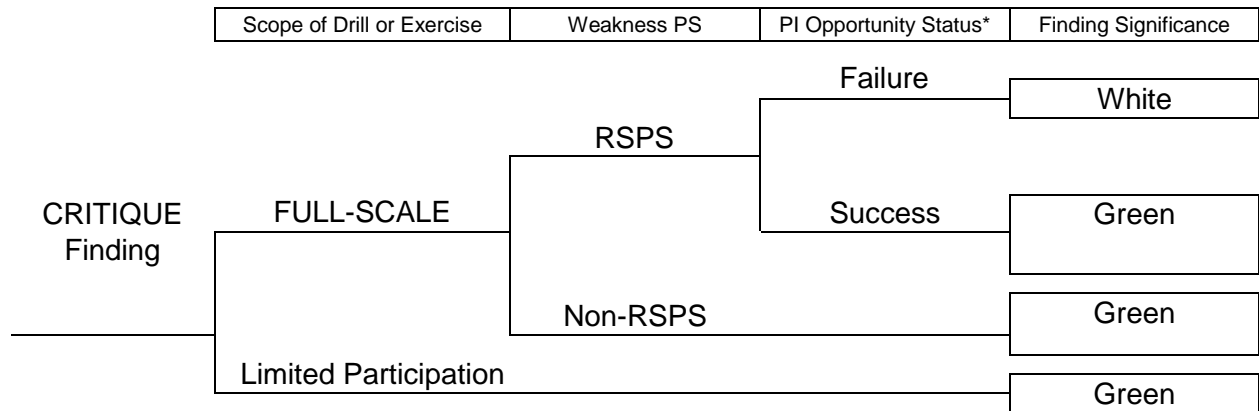 Scope of Drill or Exercise Weakness PS PI Opportunity Status* Finding Significance
Failure
White
RSPS
CRITIQUE
Finding
FULL-SCALE
Success
Green
Non-RSPS
Green
Limited Participation
Green